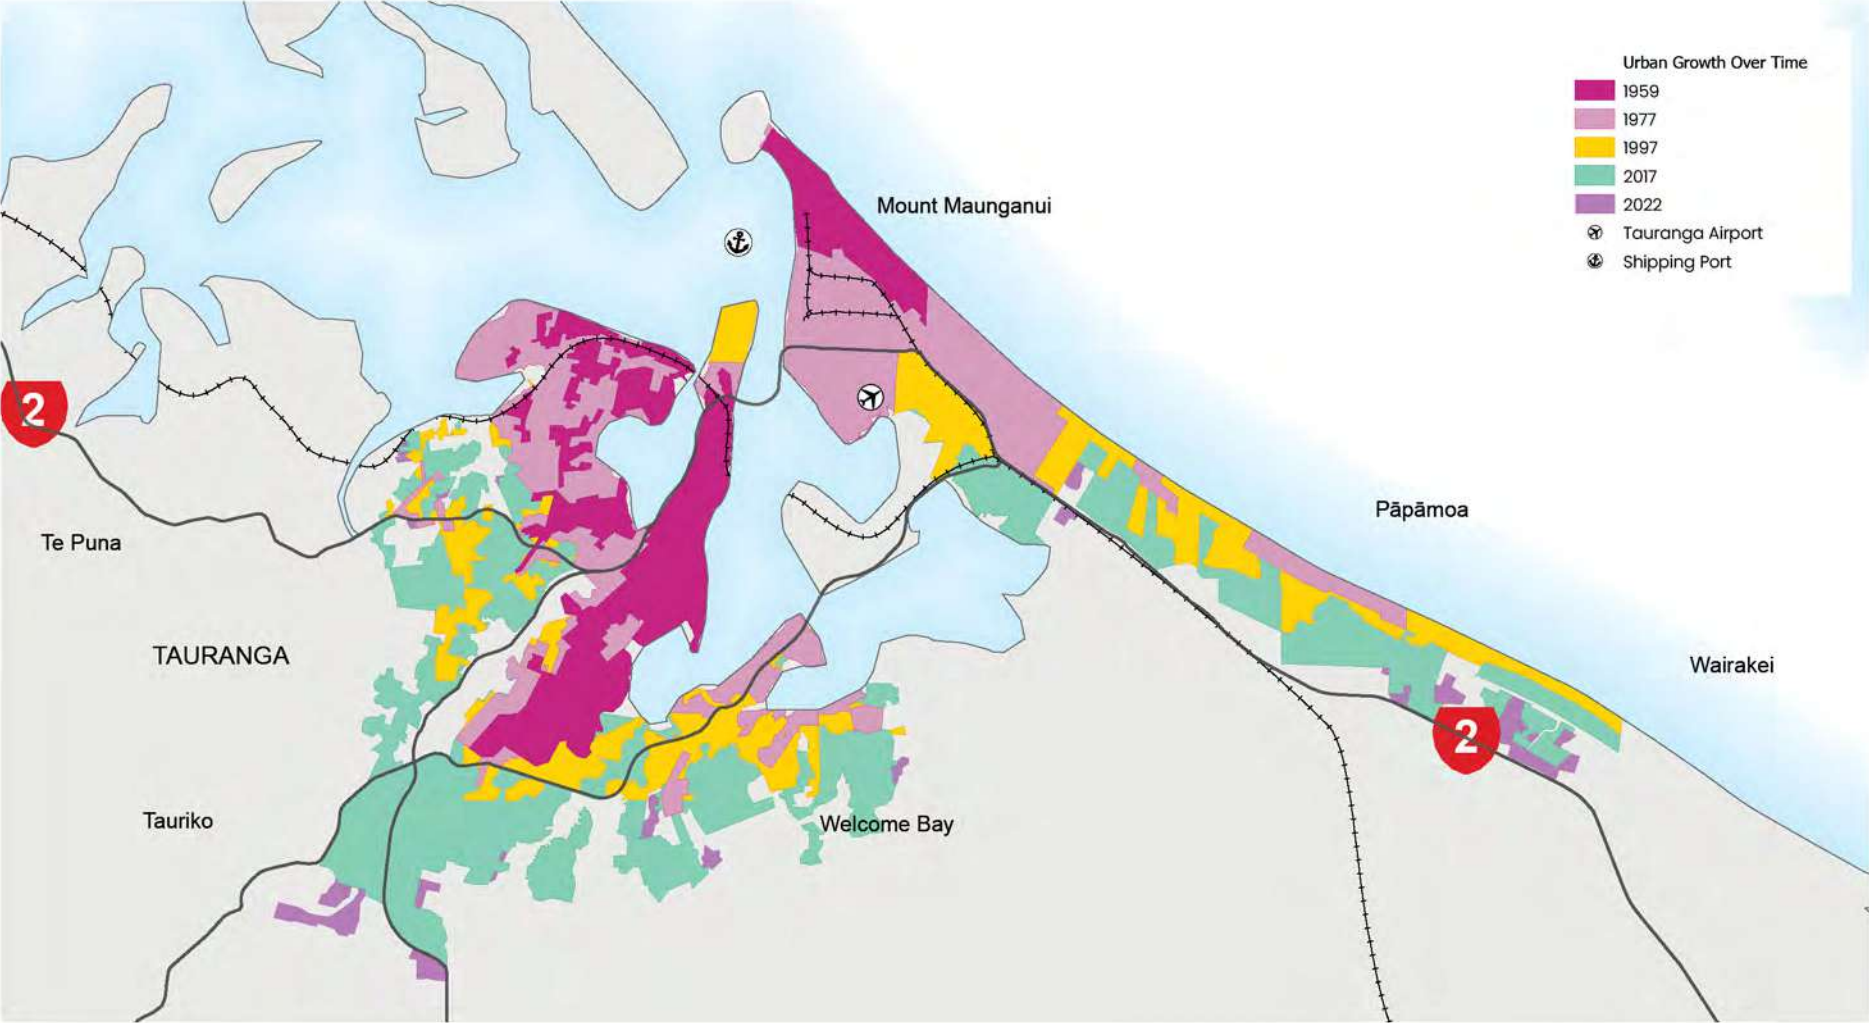 Urban Growth Over Time
1959
1977
1997
2017
2022
Tauranga Airport
Shipping Port
Mount Maunganui
2
Pāpāmoa
Te Puna
TAURANGA
Wairakei
2
Tauriko
Welcome Bay